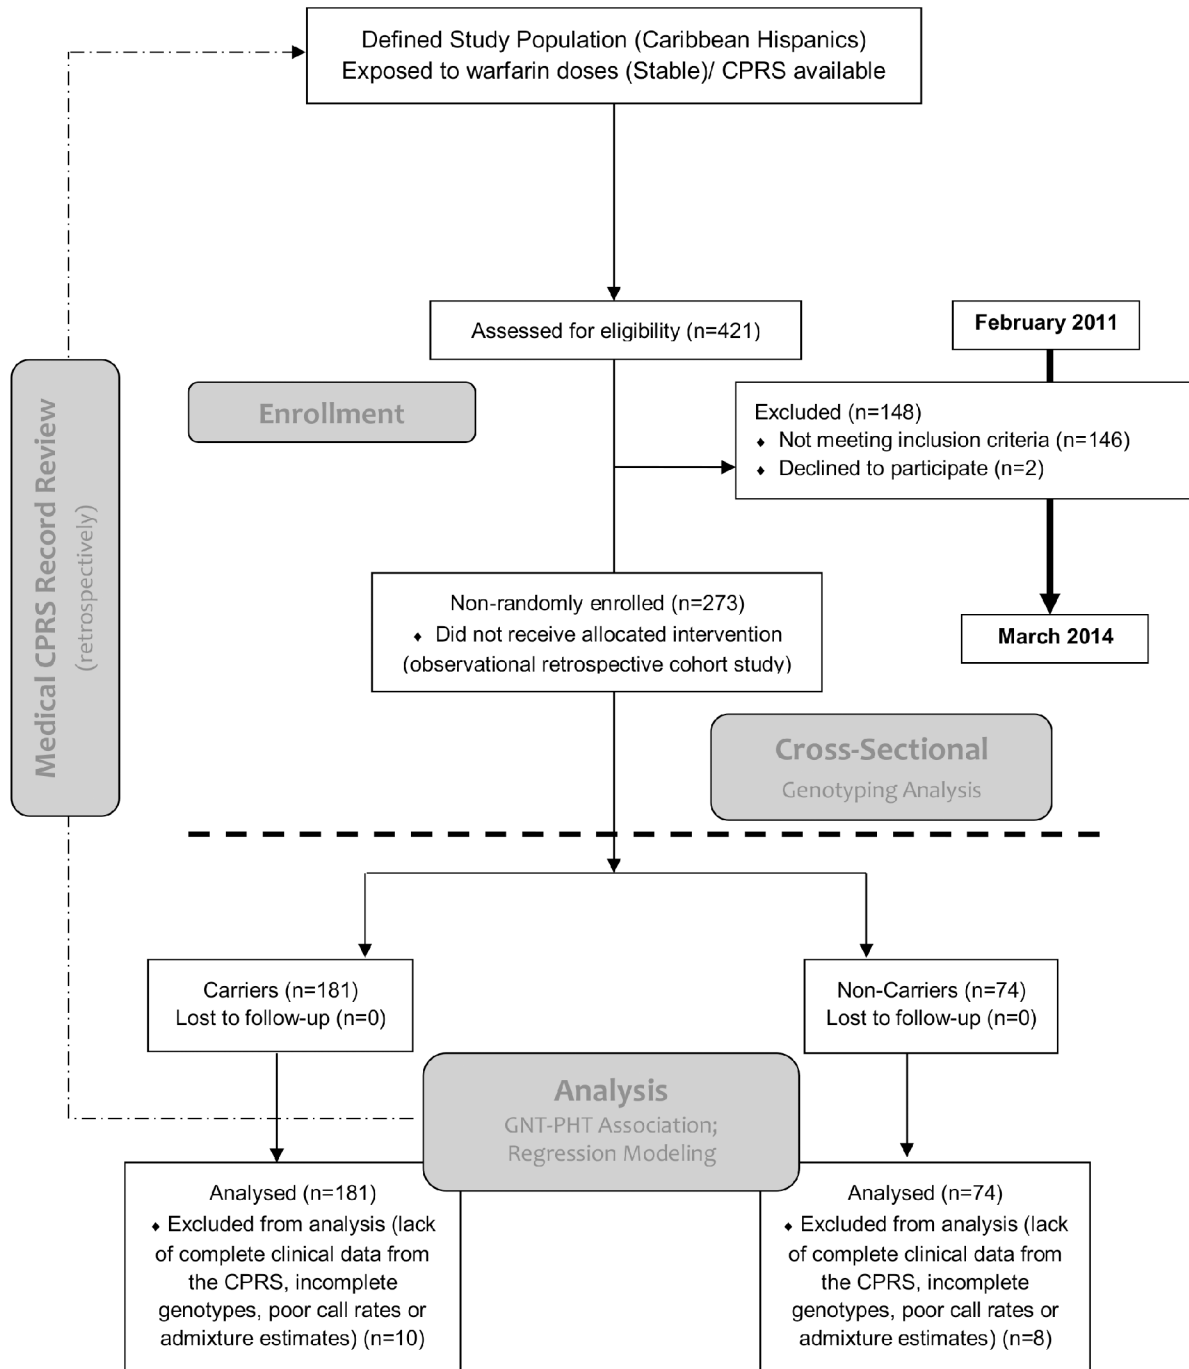 Defined Study Population (Caribbean Hispanics)
Exposed to warfarin doses (Stable)/ CPRS available
Assessed for eligibility (n=421)
February 2011
Enrollment
Excluded (n=148)
⬩ Not meeting inclusion criteria (n=146)
⬩ Declined to participate (n=2)
Medical CPRS Record Review
(retrospectively)
Non-randomly enrolled (n=273)
⬩ Did not receive allocated intervention
(observational retrospective cohort study)
March 2014
Cross-Sectional
Genotyping Analysis
Carriers (n=181)
Lost to follow-up (n=0)
Non-Carriers (n=74)
Lost to follow-up (n=0)
Analysis
GNT-PHT Association;
Regression Modeling
Analysed (n=181)
⬩ Excluded from analysis (lack
of complete clinical data from
the CPRS, incomplete
genotypes, poor call rates or
admixture estimates) (n=10)
Analysed (n=74)
⬩ Excluded from analysis (lack
of complete clinical data from
the CPRS, incomplete
genotypes, poor call rates or
admixture estimates) (n=8)